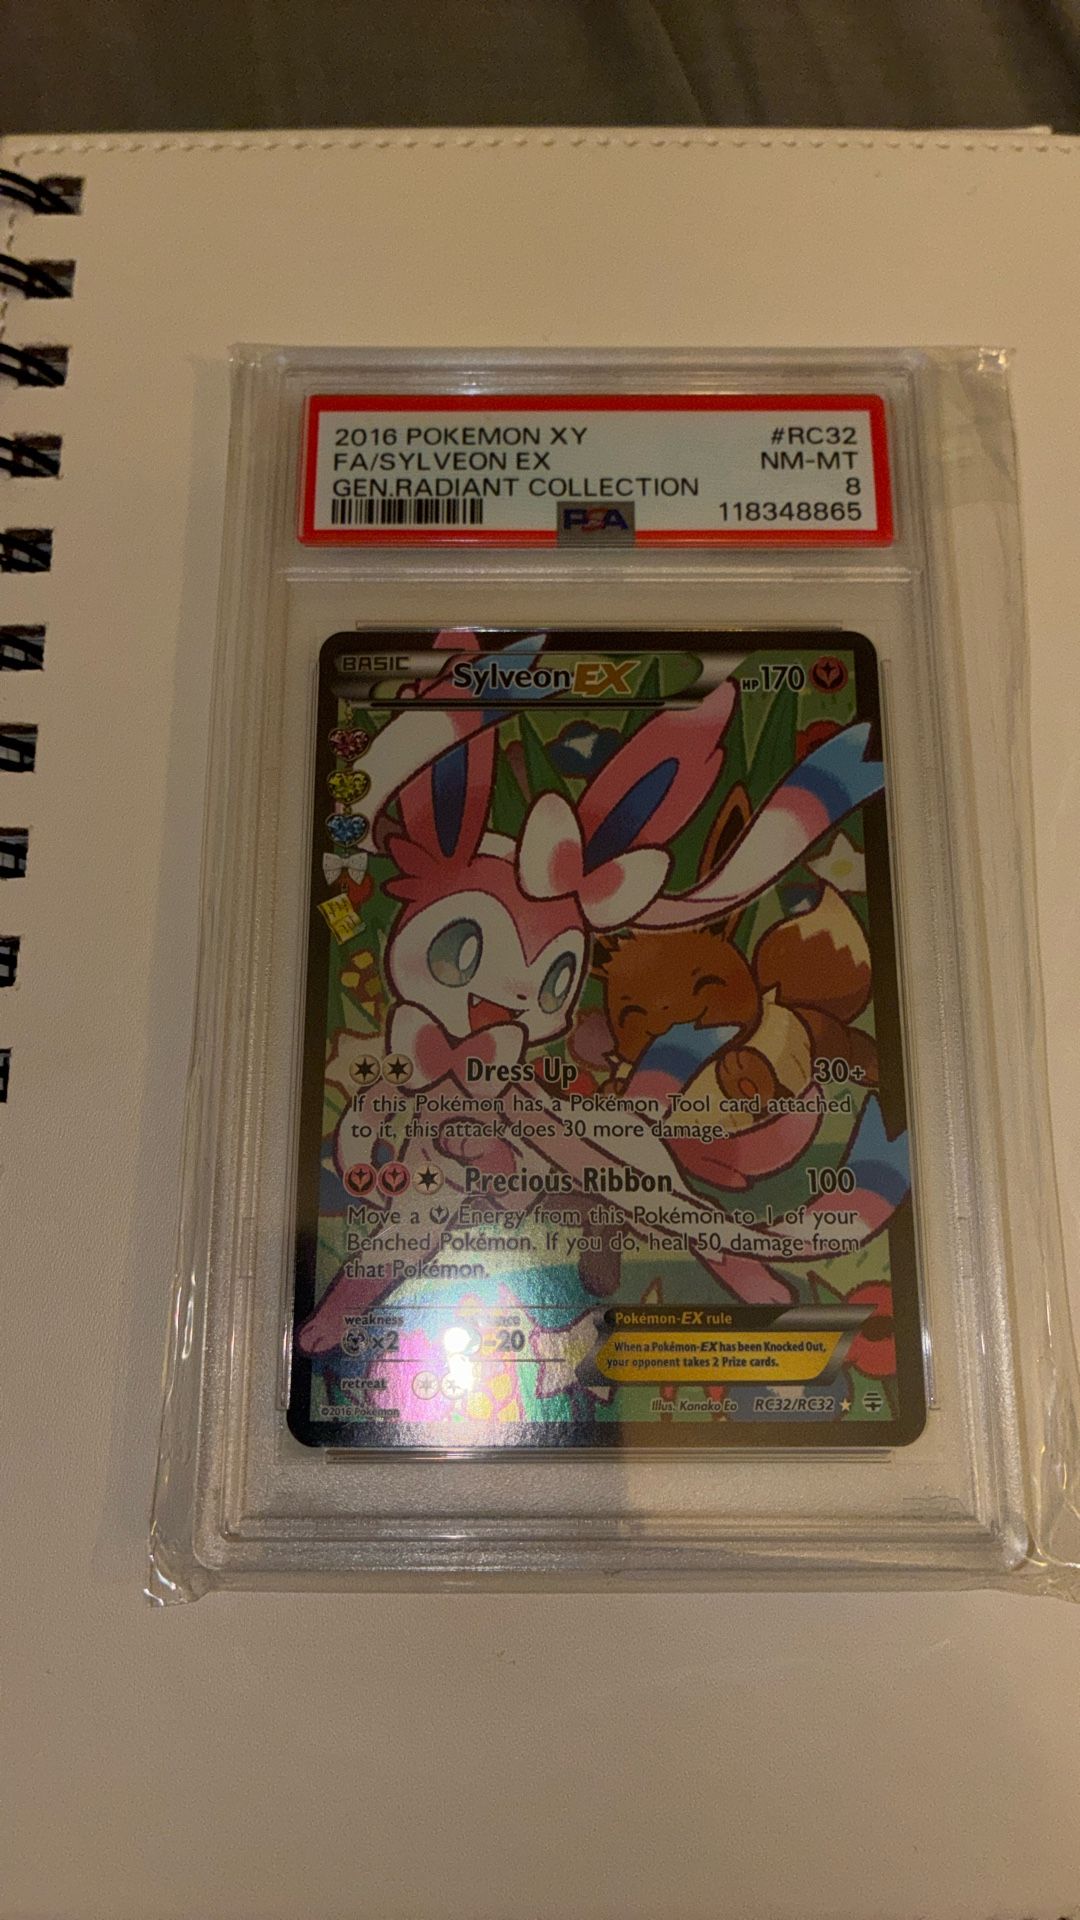 2016 POKEMON XY #RC32
FA/SYLVEON EX NM-MT
GEN.RADIANT COLLECTION 8
PSA 118348865
BASIC Sylveon EX HP170
Dress Up 30+
If this Pokémon has a Pokémon Tool card attached
to it, this attack does 30 more damage.
Precious Ribbon 100
Move a Energy from this Pokémon to 1 of your
Benched Pokémon. If you do, heal 50 damage from
that Pokémon.
weakness
×2 -20
Pokémon-EX rule
When a Pokémon-EX has been Knocked Out,
your opponent takes 2 Prize cards.
retreat
©2016 Pokémon Illus. Kanako Eo RC32/RC32